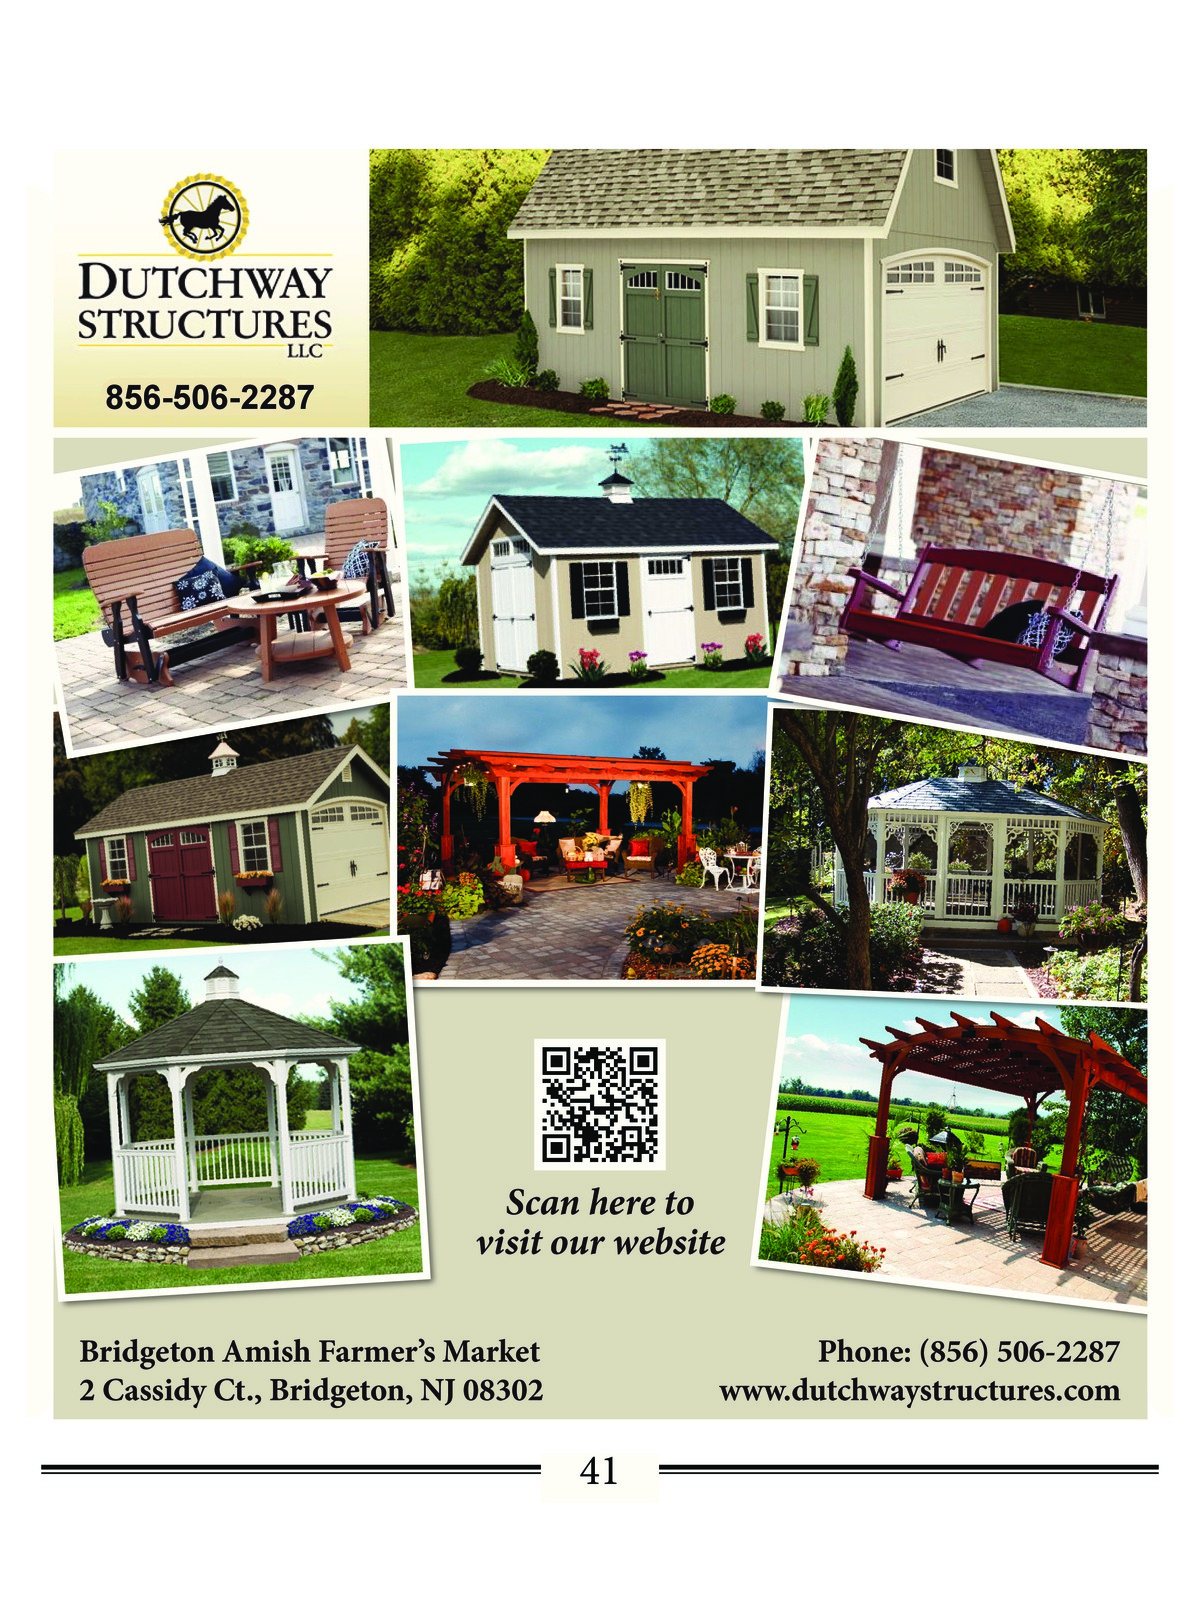 DUTCHWAY
STRUCTURES
LLC
856-506-2287
Scan here to
visit our website
Bridgeton Amish Farmer’s Market
2 Cassidy Ct., Bridgeton, NJ 08302
Phone: (856) 506-2287
www.dutchwaystructures.com
41